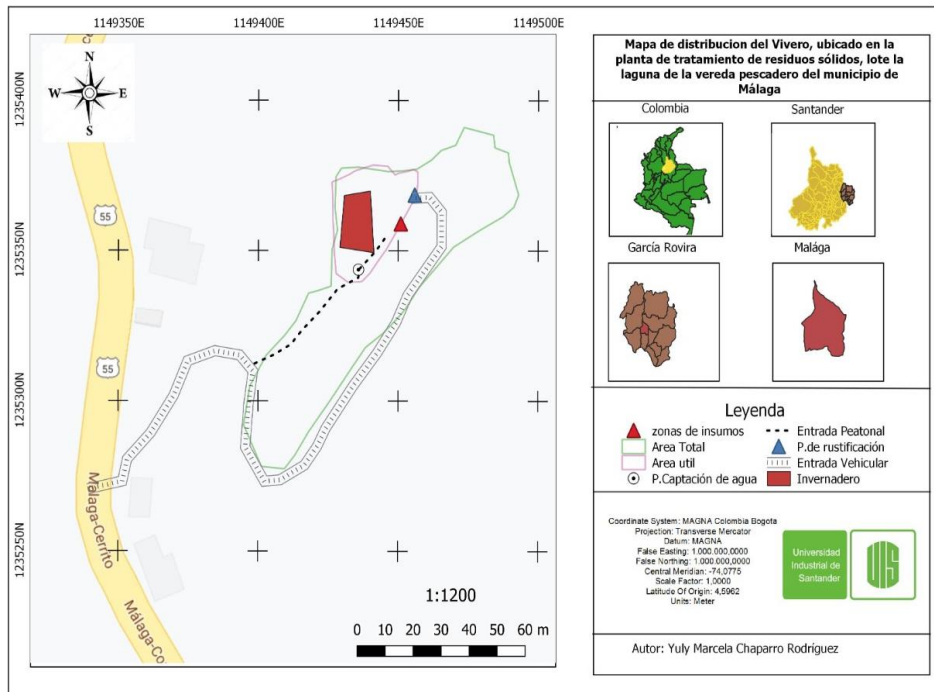 1149350E
1149400E
1149450E
1149500E
1235400N
1235350N
1235300N
1235250N
N
W
E
S
55
55
Málaga-Cerrito
Málaga-Co
1:1200
0 10 20 30 40 50 60 m
Mapa de distribucion del Vivero, ubicado en la
planta de tratamiento de residuos sólidos, lote la
laguna de la vereda pescadero del municipio de
Málaga
Colombia
Santander
García Rovira
Malága
Leyenda
zonas de insumos
Area Total
Area util
P.Captación de agua
Entrada Peatonal
P.de rustificación
Entrada Vehicular
Invernadero
Coordinate System: MAGNA Colombia Bogota
Projection: Transverse Mercator
Datum: MAGNA
False Easting: 1.000.000,0000
False Northing: 1.000.000,0000
Central Meridian: -74,0775
Scale Factor: 1,0000
Latitude Of Origin: 4,5962
Units: Meter
Universidad
Industrial de
Santander
UIS
Autor: Yuly Marcela Chaparro Rodríguez